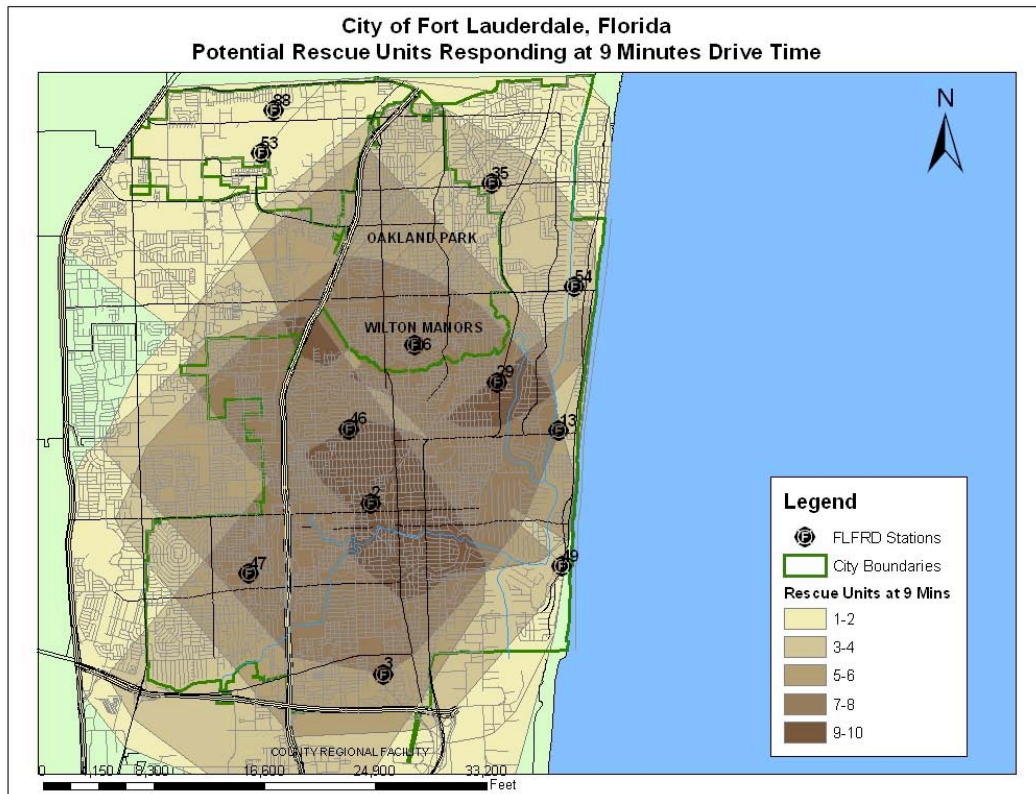 City of Fort Lauderdale, Florida
Potential Rescue Units Responding at 9 Minutes Drive Time
N
88
53
35
OAKLAND PARK
54
WILTON MANORS
16
29
46
13
2
47
49
3
COUNTY REGIONAL FACILITY
0 4,150 8,300 16,600 24,900 33,200
Feet
Legend
FLFRD Stations
City Boundaries
Rescue Units at 9 Mins
1-2
3-4
5-6
7-8
9-10